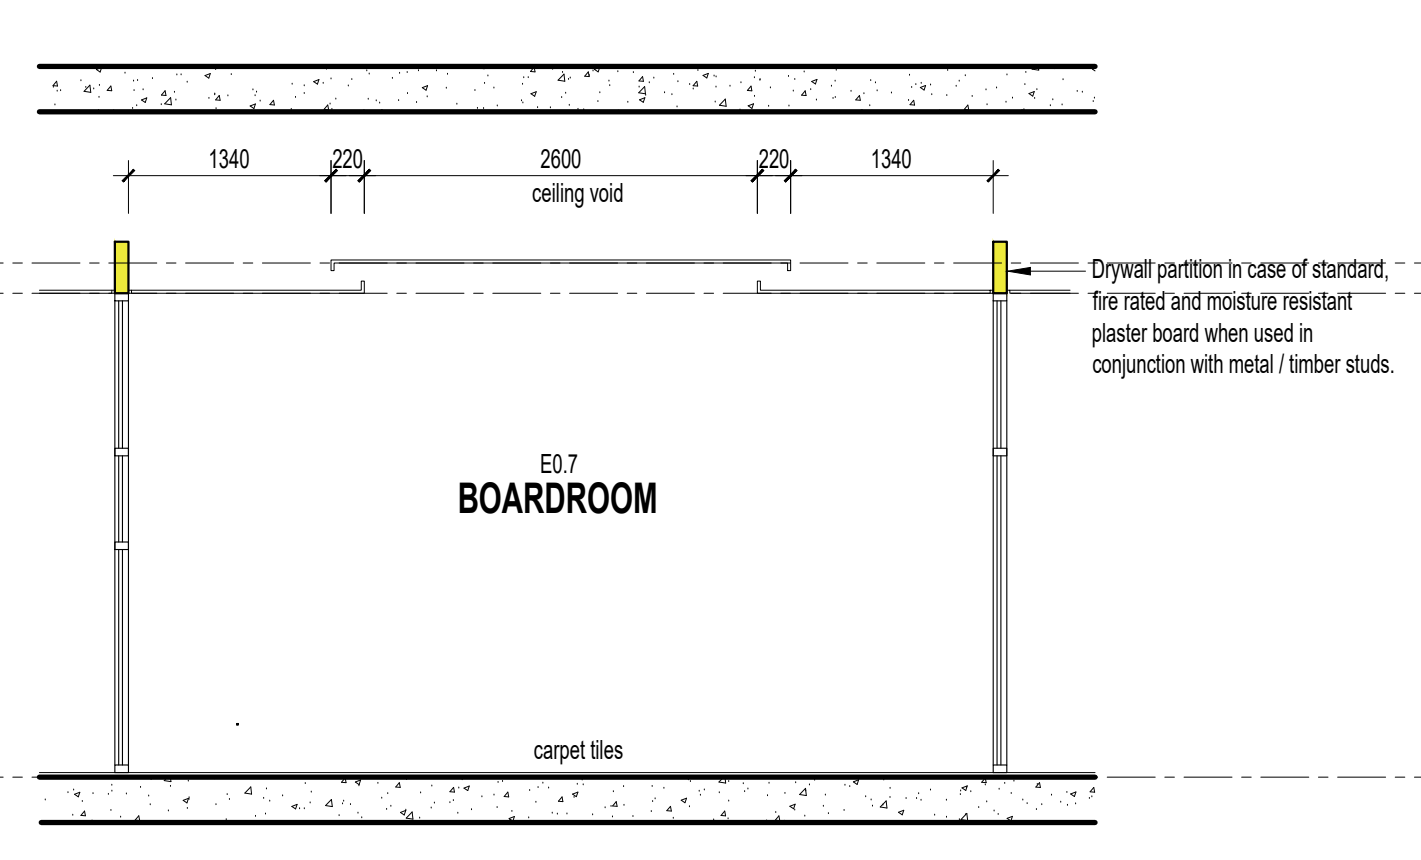 1340 220 2600 220 1340
ceiling void
Drywall partition in case of standard,
fire rated and moisture resistant
plaster board when used in
conjunction with metal / timber studs.
E0.7
BOARDROOM
carpet tiles